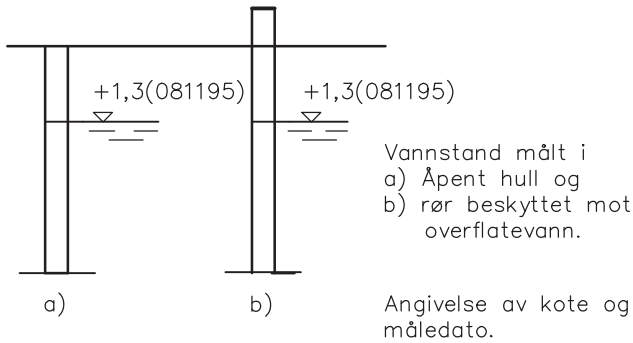 +1,3(081195) +1,3(081195)
Vannstand målt i
a) Åpent hull og
b) rør beskyttet mot
overflatevann.
a) b)
Angivelse av kote og
måledato.